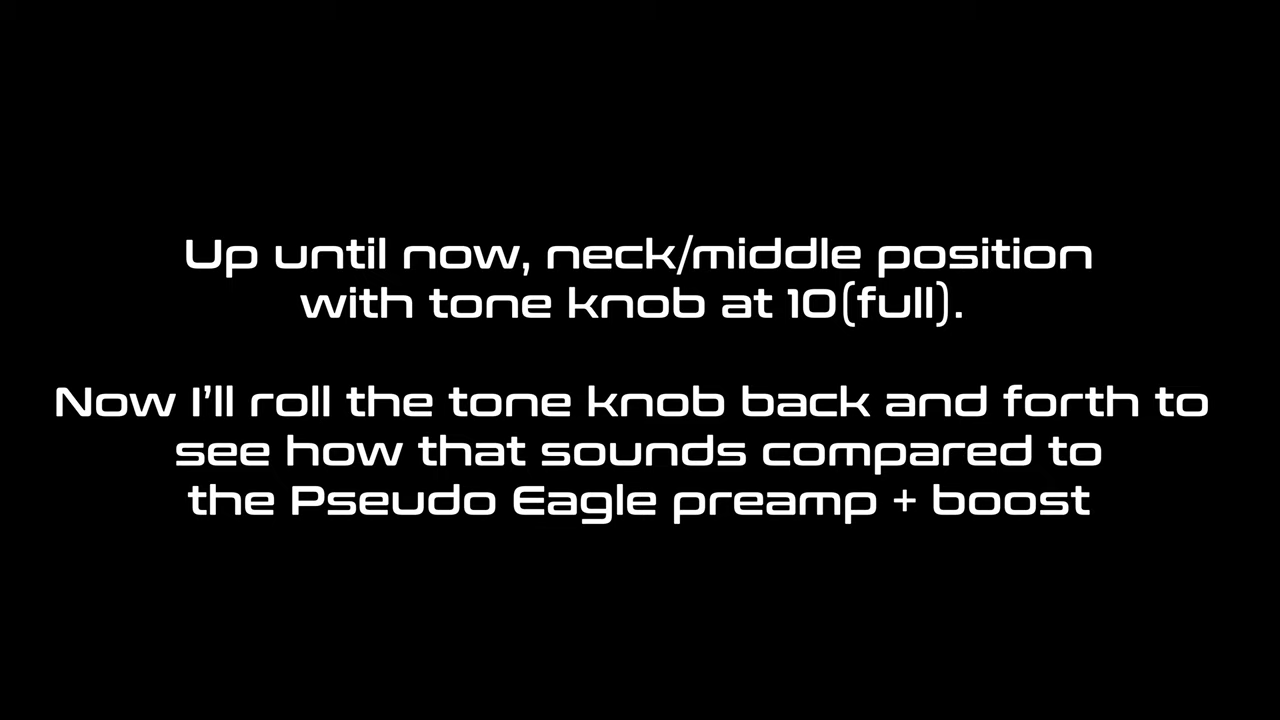 Up until now, neck/middle position
with tone knob at 10(full).
Now I'll roll the tone knob back and forth to
see how that sounds compared to
the Pseudo Eagle preamp + boost